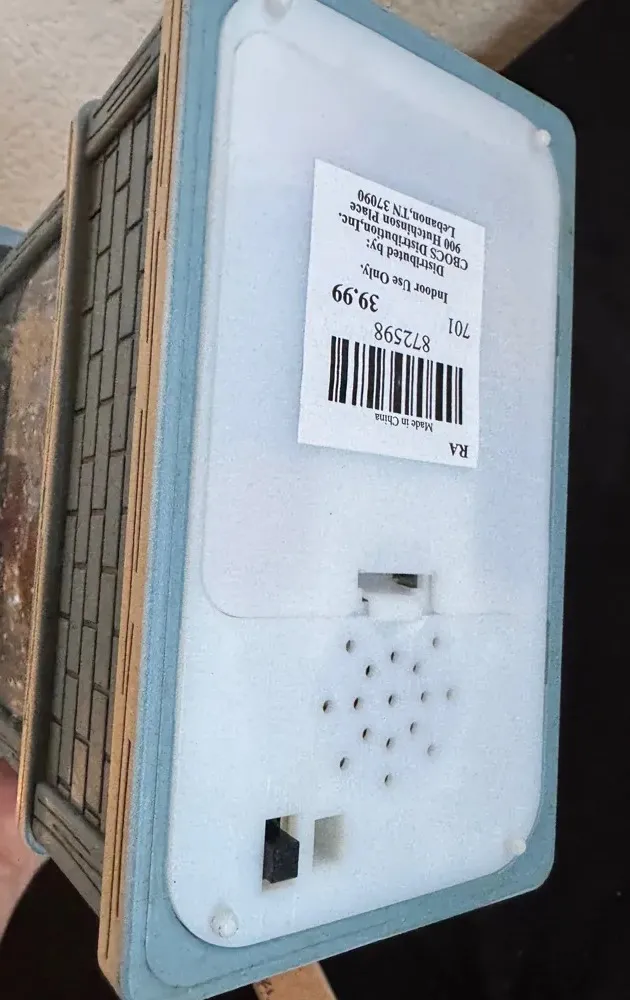 RA
Made in China
872598
701
39.99
Indoor Use Only.
Distributed by:
CBOCS Distribution,Inc.
900 Hutchinson Place
Lebanon,TN 37090